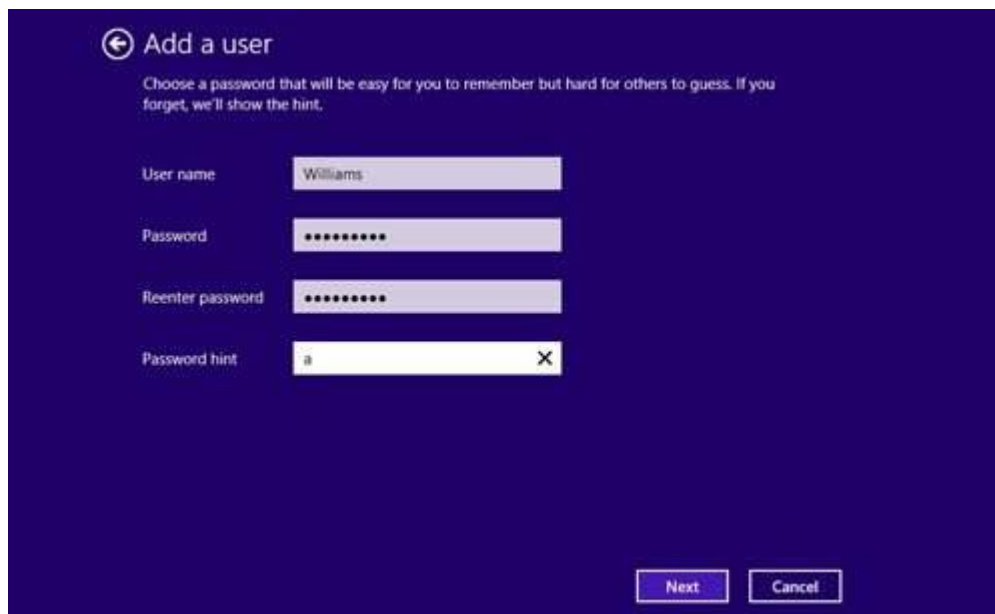 Add a user
Choose a password that will be easy for you to remember but hard for others to guess. If you
forget, we'll show the hint.
User name Williams
Password •••••••••
Reenter password •••••••••
Password hint a
Next Cancel